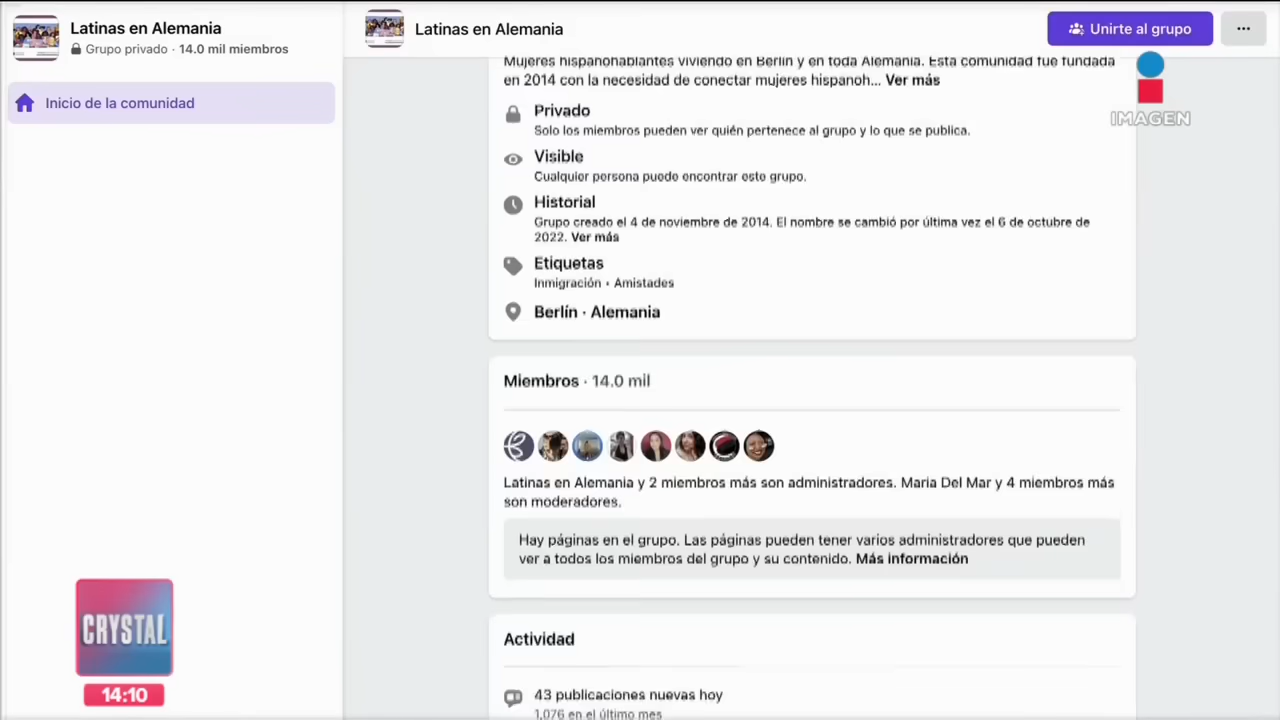 Latinas en Alemania
Grupo privado · 14.0 mil miembros
Inicio de la comunidad
Latinas en Alemania
Unirte al grupo
Mujeres hispanohablantes viviendo en Berlín y en toda Alemania. Esta comunidad fue fundada
en 2014 con la necesidad de conectar mujeres hispanoh... Ver más
Privado
Solo los miembros pueden ver quién pertenece al grupo y lo que se publica.
Visible
Cualquier persona puede encontrar este grupo.
Historial
Grupo creado el 4 de noviembre de 2014. El nombre se cambió por última vez el 6 de octubre de
2022. Ver más
Etiquetas
Inmigración · Amistades
Berlín · Alemania
Miembros · 14.0 mil
Latinas en Alemania y 2 miembros más son administradores. Maria Del Mar y 4 miembros más
son moderadores.
Hay páginas en el grupo. Las páginas pueden tener varios administradores que pueden
ver a todos los miembros del grupo y su contenido. Más información
Actividad
43 publicaciones nuevas hoy
1,076 en el último mes
IMAGEN
CRYSTAL
14:10